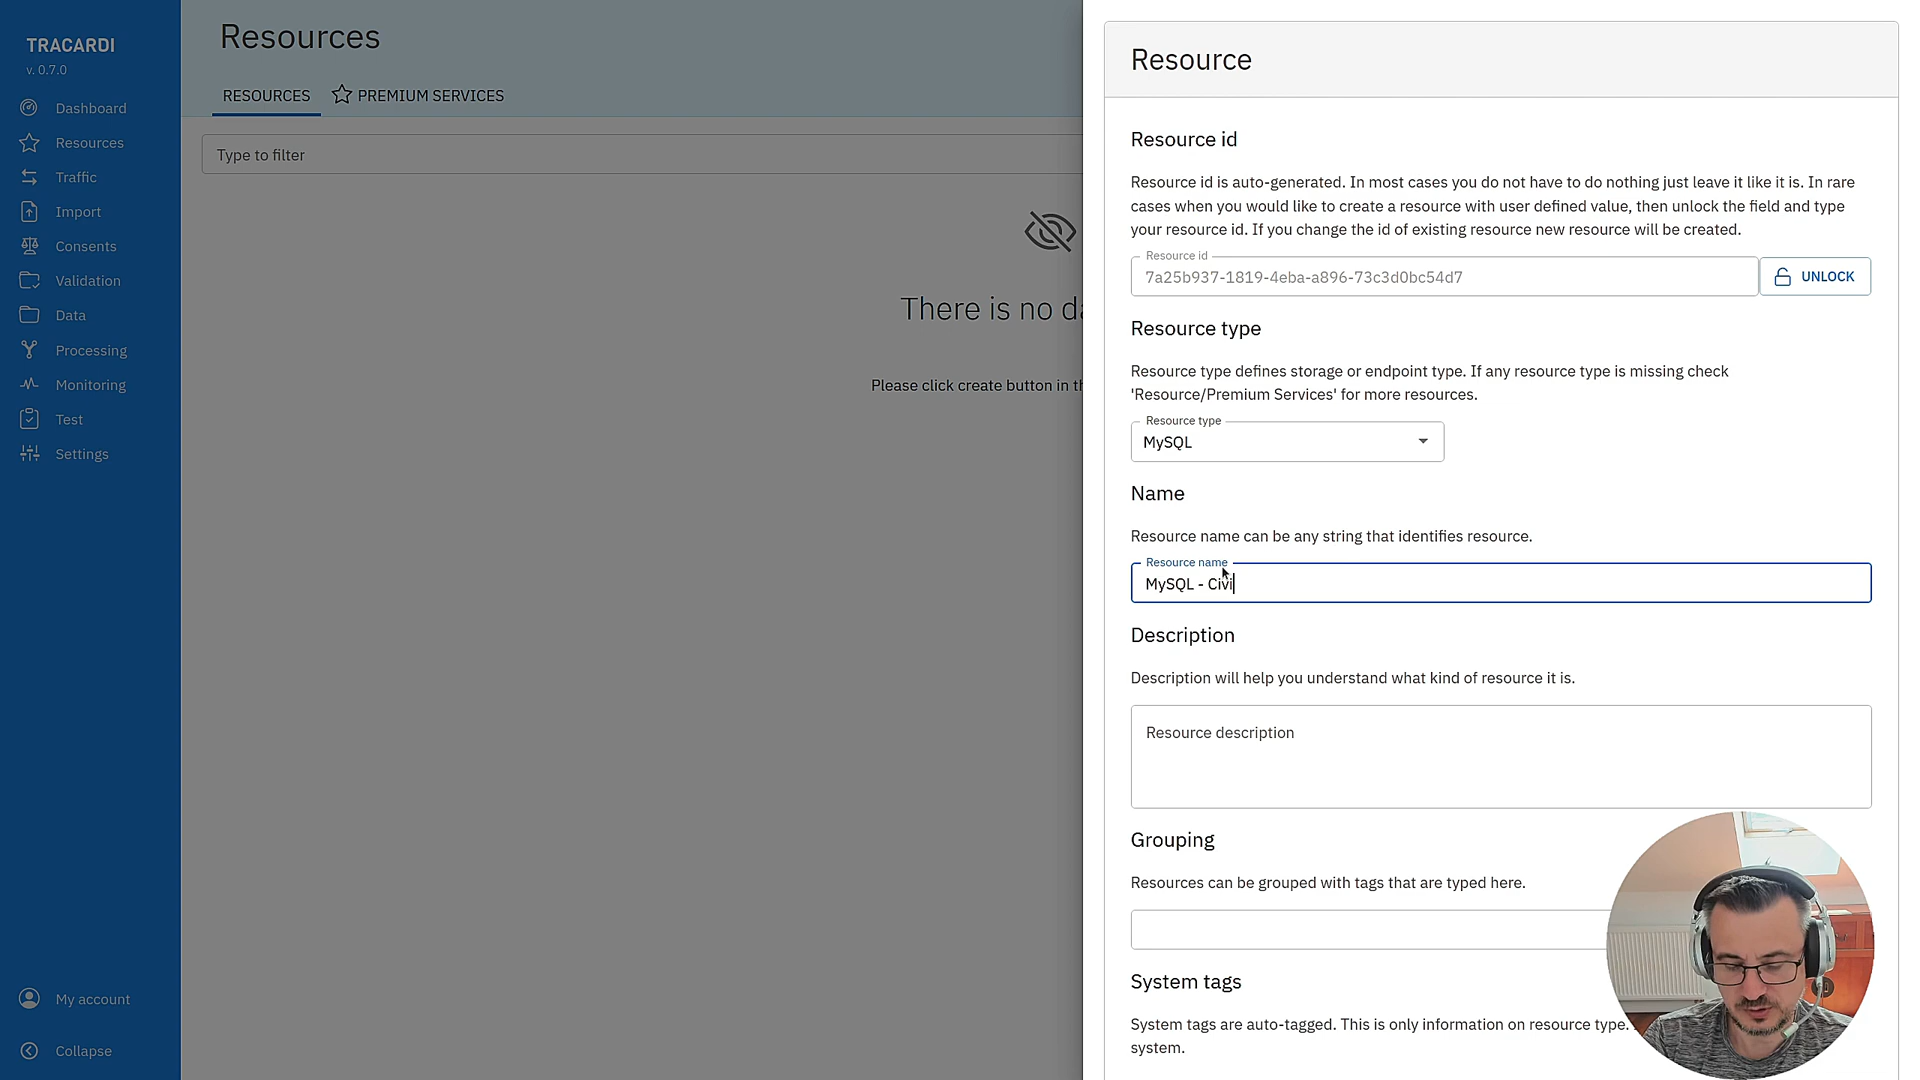 TRACARDI
v. 0.7.0
Dashboard
Resources
Traffic
Import
Consents
Validation
Data
Processing
Monitoring
Test
Settings
My account
Collapse
Resources
RESOURCES
PREMIUM SERVICES
Type to filter
There is no da
Please click create button in th
Resource
Resource id
Resource id is auto-generated. In most cases you do not have to do nothing just leave it like it is. In rare
cases when you would like to create a resource with user defined value, then unlock the field and type
your resource id. If you change the id of existing resource new resource will be created.
Resource id
7a25b937-1819-4eba-a896-73c3d0bc54d7
UNLOCK
Resource type
Resource type defines storage or endpoint type. If any resource type is missing check
'Resource/Premium Services' for more resources.
Resource type
MySQL
Name
Resource name can be any string that identifies resource.
Resource name
MySQL - Civi
Description
Description will help you understand what kind of resource it is.
Resource description
Grouping
Resources can be grouped with tags that are typed here.
System tags
System tags are auto-tagged. This is only information on resource type.
system.